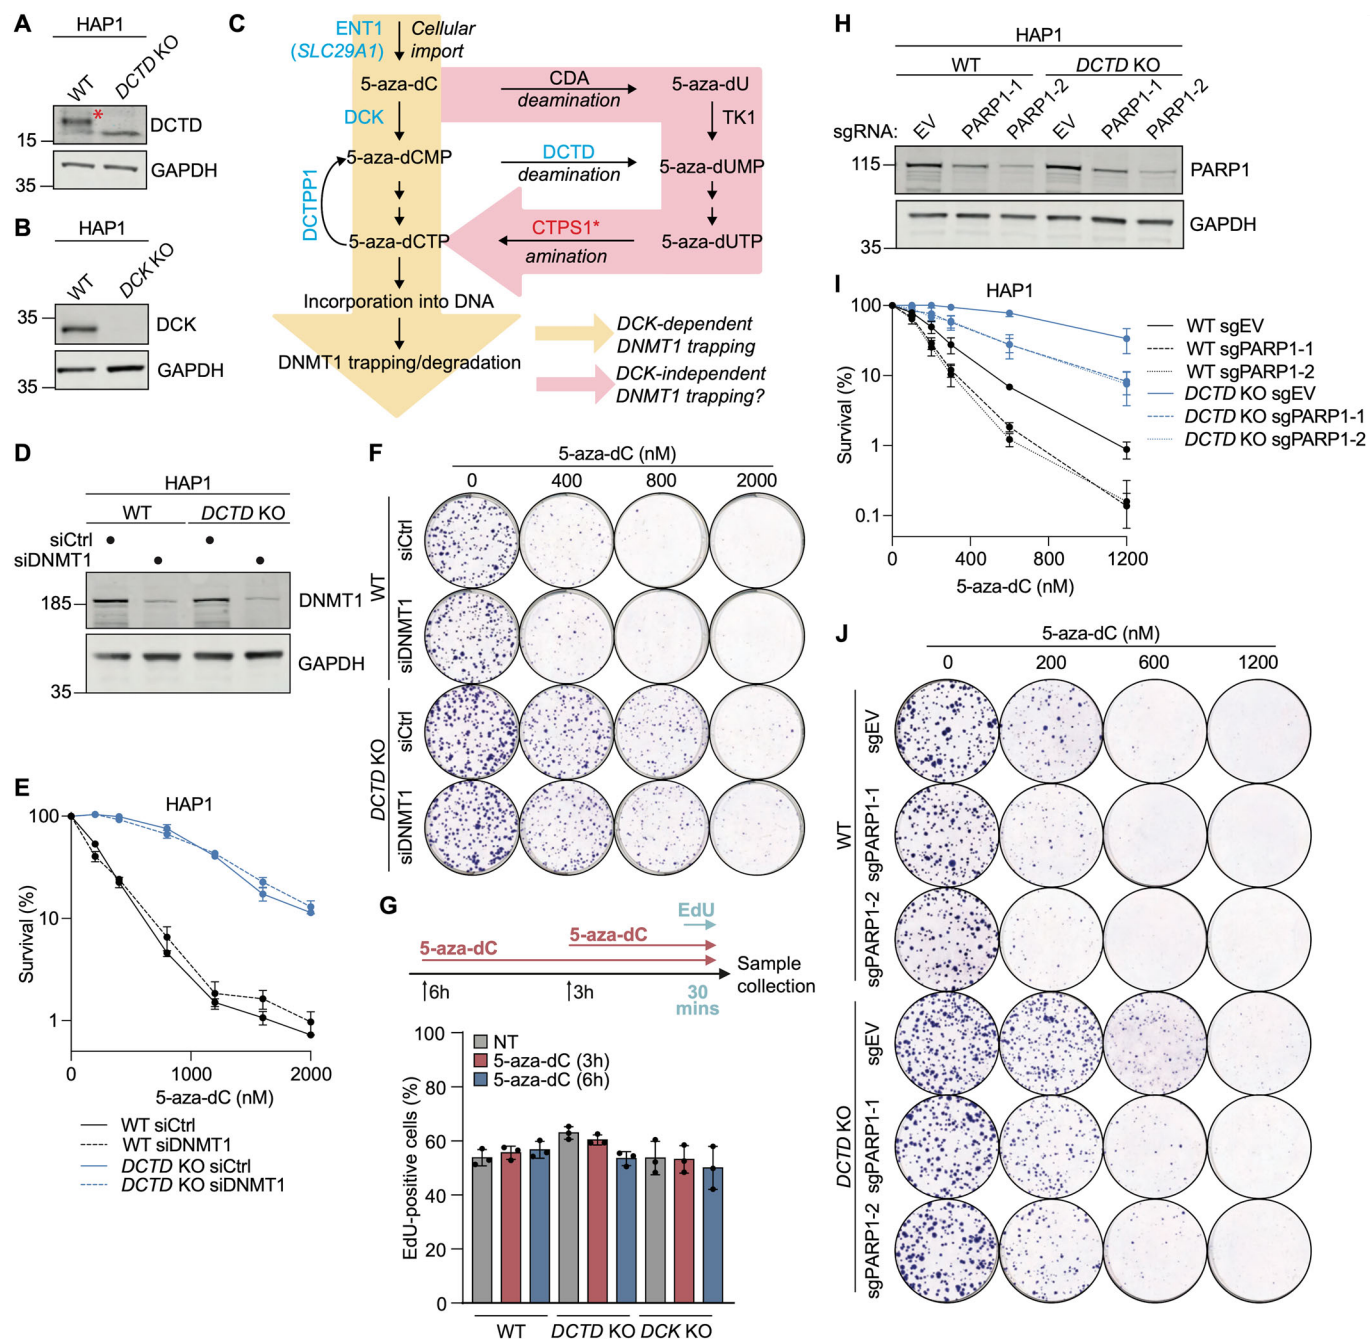 A
HAP1
WT
DCTD KO
*
DCTD
15
GAPDH
35
B
HAP1
WT
DCK KO
35
DCK
GAPDH
35
C
ENT1
(SLC29A1)
Cellular
import
5-aza-dC
CDA
deamination
5-aza-dU
DCK
TK1
5-aza-dCMP
DCTD
deamination
5-aza-dUMP
DCTPP1
5-aza-dCTP
CTPS1*
amination
5-aza-dUTP
Incorporation into DNA
DNMT1 trapping/degradation
DCK-dependent
DNMT1 trapping
DCK-independent
DNMT1 trapping?
D
HAP1
WT
DCTD KO
siCtrl
siDNMT1
185
DNMT1
GAPDH
35
E
HAP1
Survival (%)
100
10
1
0
1000
2000
5-aza-dC (nM)
WT siCtrl
WT siDNMT1
DCTD KO siCtrl
DCTD KO siDNMT1
F
5-aza-dC (nM)
0
400
800
2000
WT
siCtrl
siDNMT1
DCTD KO
siCtrl
siDNMT1
G
EdU
5-aza-dC
5-aza-dC
Sample
collection
6h
3h
30
mins
EdU-positive cells (%)
100
80
60
40
20
0
NT
5-aza-dC (3h)
5-aza-dC (6h)
WT
DCTD KO
DCK KO
H
HAP1
WT
DCTD KO
sgRNA:
EV
PARP1-1
PARP1-2
EV
PARP1-1
PARP1-2
115
PARP1
GAPDH
35
I
HAP1
Survival (%)
100
10
1
0.1
0
400
800
1200
5-aza-dC (nM)
WT sgEV
WT sgPARP1-1
WT sgPARP1-2
DCTD KO sgEV
DCTD KO sgPARP1-1
DCTD KO sgPARP1-2
J
5-aza-dC (nM)
0
200
600
1200
WT
sgEV
sgPARP1-1
sgPARP1-2
DCTD KO
sgEV
sgPARP1-1
sgPARP1-2